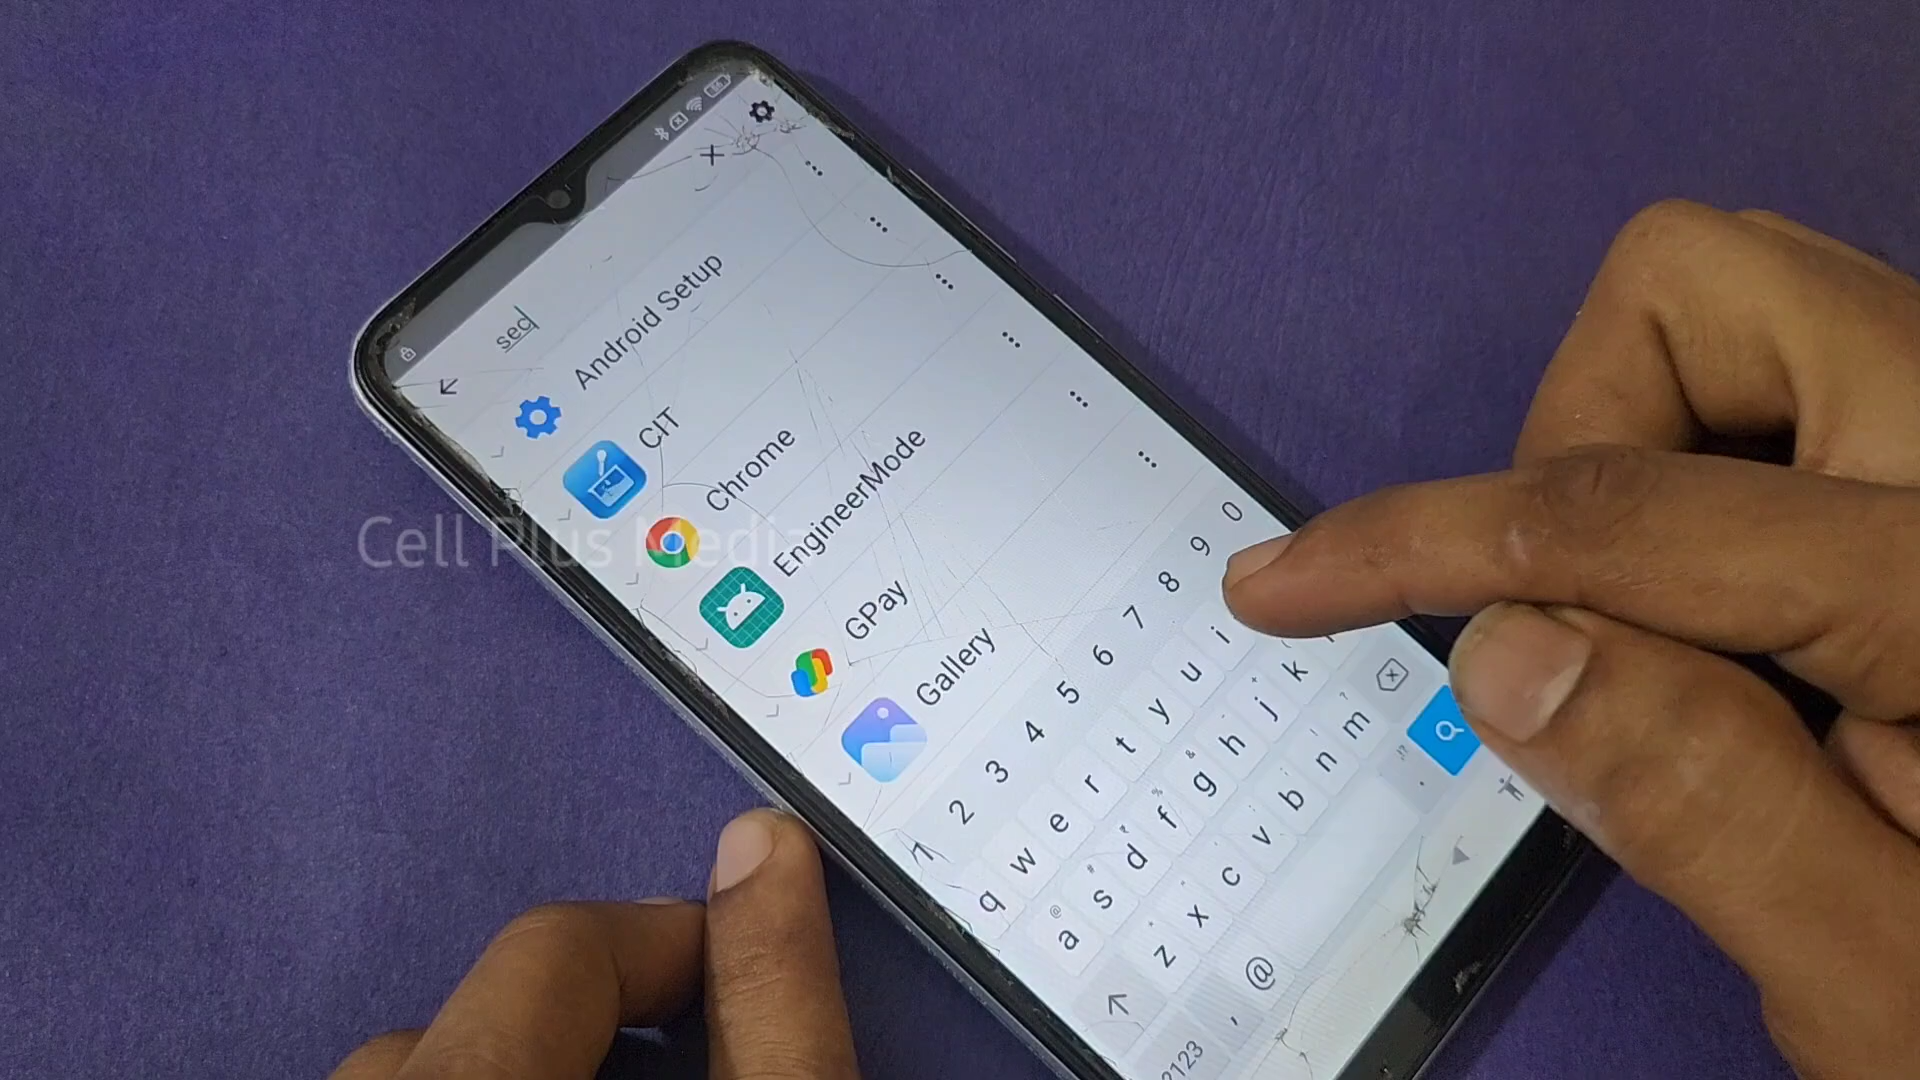 sec
Android Setup
CIT
Chrome
EngineerMode
GPay
Gallery
Cell Plus Media
1 2 3 4 5 6 7 8 9 0
q w e r t y u i
a s d f g h j k
z x c v b n m
?123 , @ .